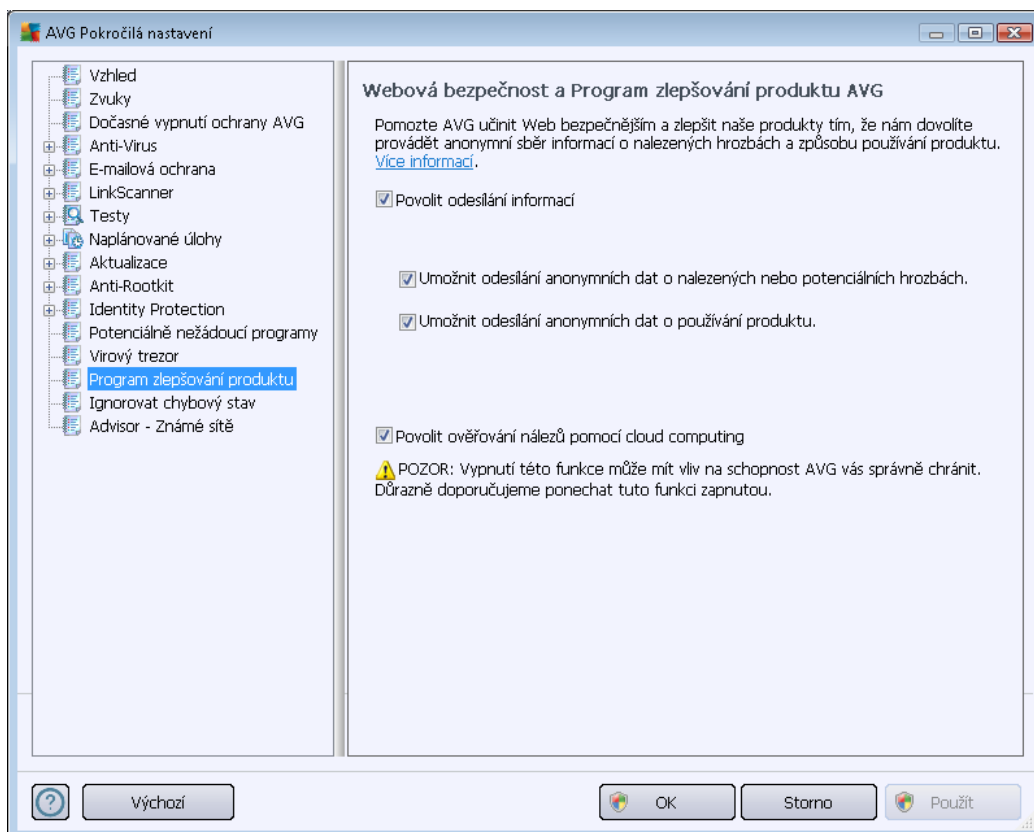 AVG Pokročilá nastavení
Vzhled
Zvuky
Dočasné vypnutí ochrany AVG
Anti-Virus
E-mailová ochrana
LinkScanner
Testy
Naplánované úlohy
Aktualizace
Anti-Rootkit
Identity Protection
Potenciálně nežádoucí programy
Virový trezor
Program zlepšování produktu
Ignorovat chybový stav
Advisor - Známé sítě
Webová bezpečnost a Program zlepšování produktu AVG
Pomozte AVG učinit Web bezpečnějším a zlepšit naše produkty tím, že nám dovolíte
provádět anonymní sběr informací o nalezených hrozbách a způsobu používání produktu.
Více informací.
Povolit odesílání informací
Umožnit odesílání anonymních dat o nalezených nebo potenciálních hrozbách.
Umožnit odesílání anonymních dat o používání produktu.
Povolit ověřování nálezů pomocí cloud computing
POZOR: Vypnutí této funkce může mít vliv na schopnost AVG vás správně chránit.
Důrazně doporučujeme ponechat tuto funkci zapnutou.
Výchozí
OK
Storno
Použít